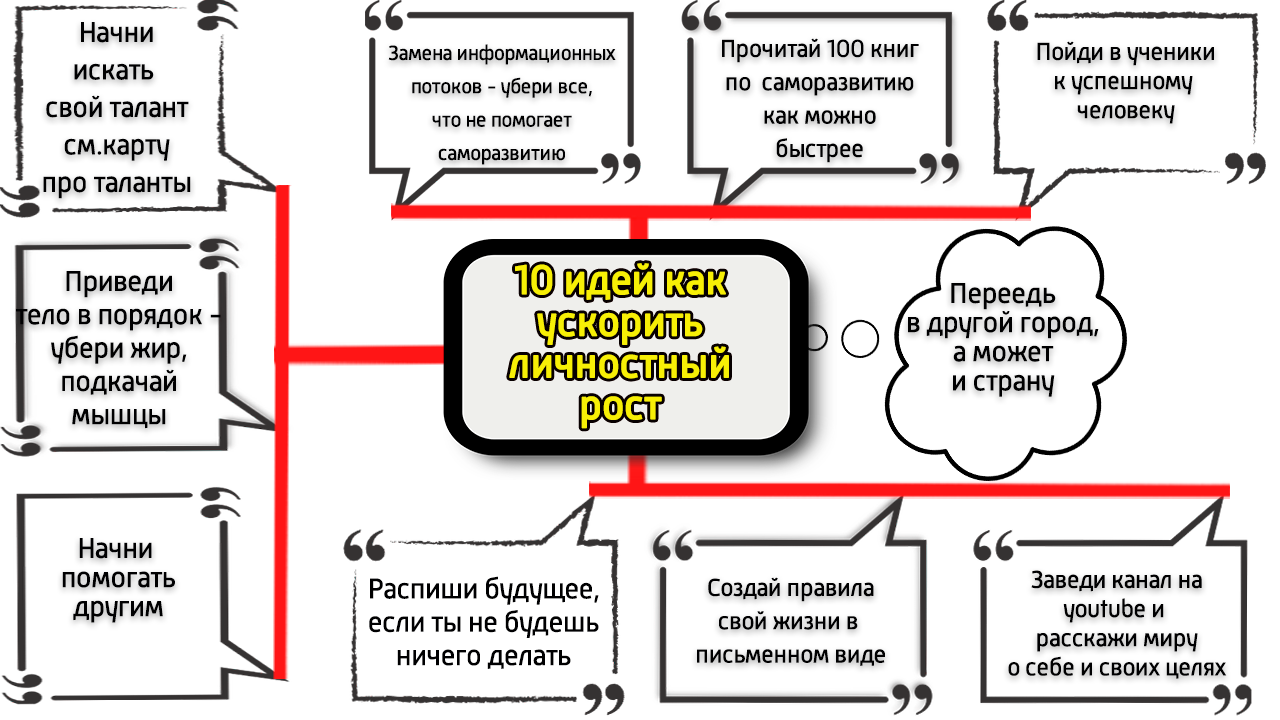 Начни
искать
свой талант
см.карту
про таланты
Замена информационных
потоков - убери все,
что не помогает
саморазвитию
Прочитай 100 книг
по саморазвитию
как можно
быстрее
Пойди в ученики
к успешному
человеку
Приведи
тело в порядок -
убери жир,
подкачай
мышцы
10 идей как
ускорить
личностный
рост
Переедь
в другой город,
а может
и страну
Начни
помогать
другим
Распиши будущее,
если ты не будешь
ничего делать
Создай правила
свой жизни в
письменном виде
Заведи канал на
youtube и
расскажи миру
о себе и своих целях